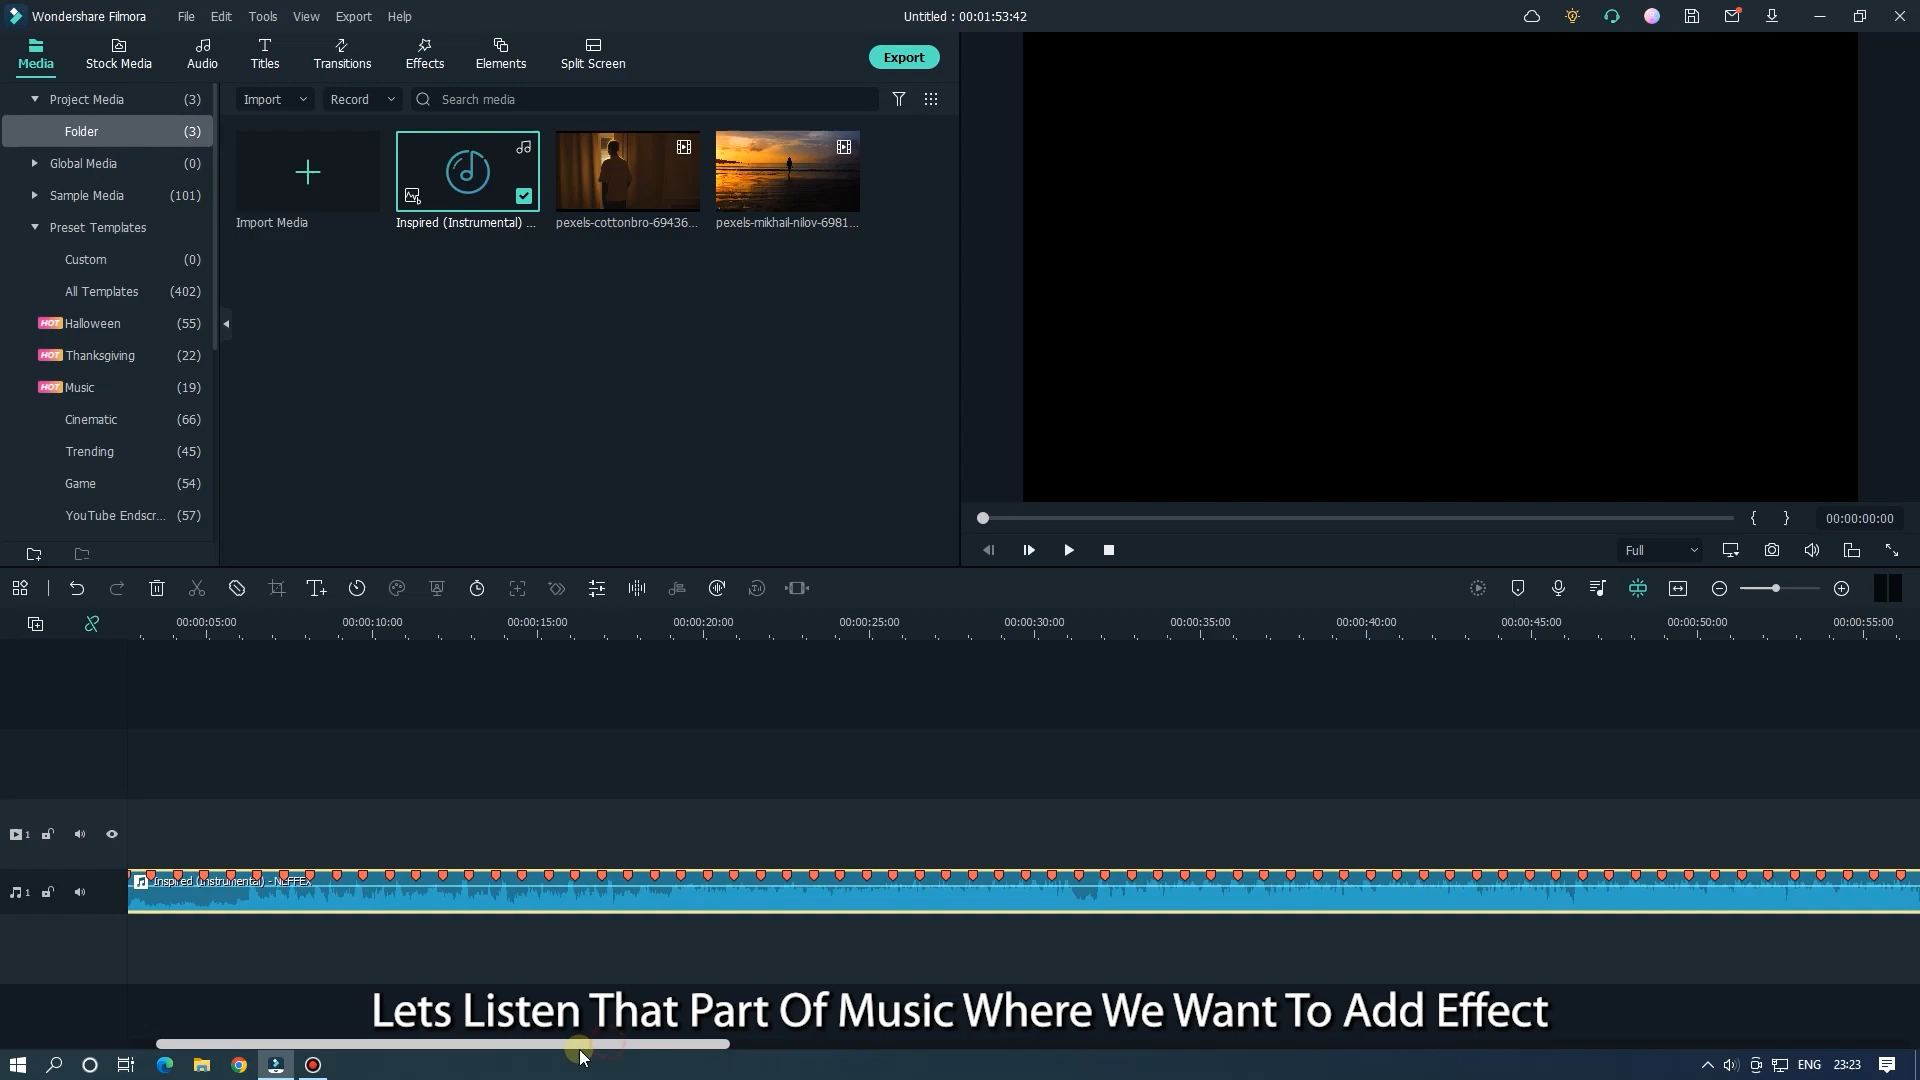 Wondershare Filmora File Edit Tools View Export Help Untitled : 00:01:53:42
Media Stock Media Audio Titles Transitions Effects Elements Split Screen Export
Project Media (3) Import Record Search media
Folder (3)
Global Media (0)
Sample Media (101)
Import Media Inspired (Instrumental) ... pexels-cottonbro-69436... pexels-mikhail-nilov-6981...
Preset Templates
Custom (0)
All Templates (402)
HOT Halloween (55)
HOT Thanksgiving (22)
HOT Music (19)
Cinematic (66)
Trending (45)
Game (54)
YouTube Endscr... (57)
{ } 00:00:00:00
Full
00:00:05:00 00:00:10:00 00:00:15:00 00:00:20:00 00:00:25:00 00:00:30:00 00:00:35:00 00:00:40:00 00:00:45:00 00:00:50:00 00:00:55:00
1
Inspired (Instrumental) - NEFFEX
1
Lets Listen That Part Of Music Where We Want To Add Effect
ENG 23:23